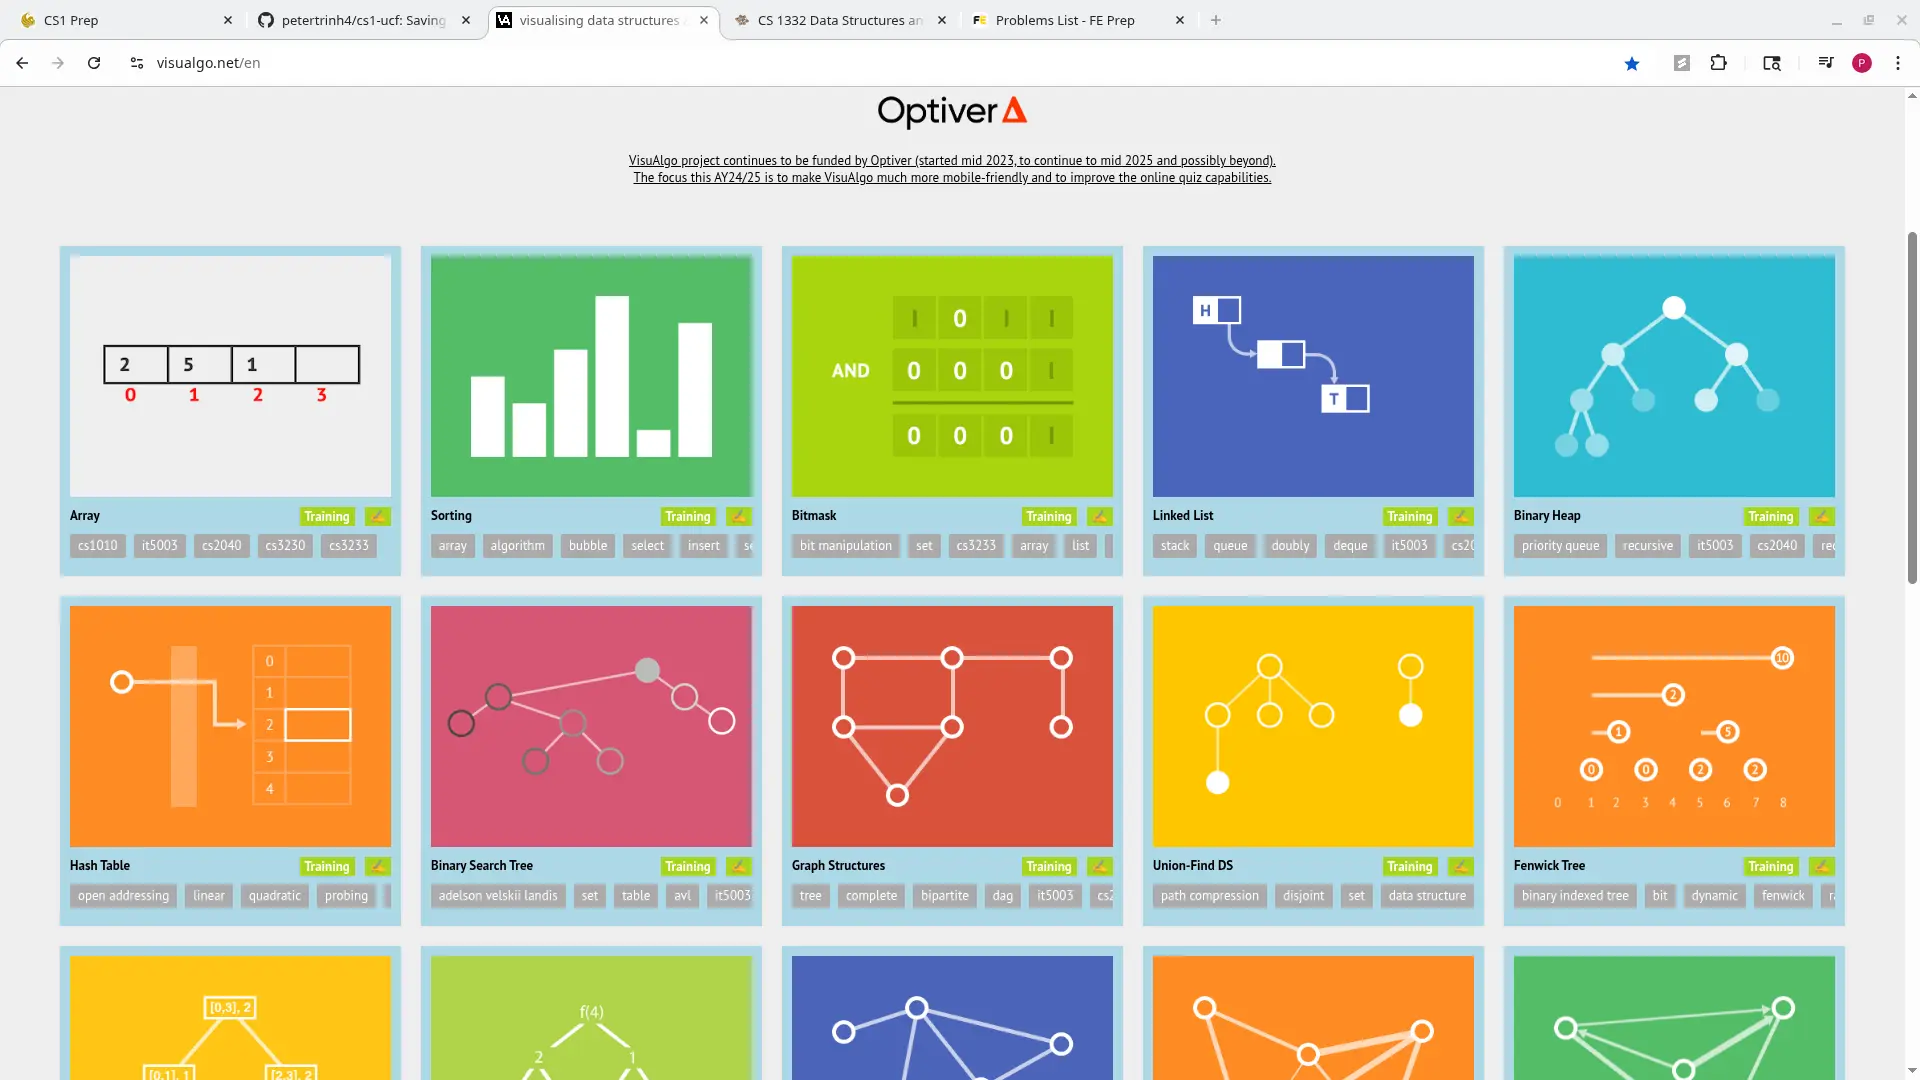 CS1 Prep
petertrinh4/cs1-ucf: Saving
visualising data structures
CS 1332 Data Structures an
FE
Problems List - FE Prep
visualgo.net/en
P
Optiver
VisuAlgo project continues to be funded by Optiver (started mid 2023, to continue to mid 2025 and possibly beyond).
The focus this AY24/25 is to make VisuAlgo much more mobile-friendly and to improve the online quiz capabilities.
2 5 1
0 1 2 3
Array
Training
cs1010 it5003 cs2040 cs3230 cs3233
Sorting
Training
array algorithm bubble select insert se
1 0 1 1
AND 0 0 0 1
0 0 0 1
Bitmask
Training
bit manipulation set cs3233 array list
H
T
Linked List
Training
stack queue doubly deque it5003 cs20
Binary Heap
Training
priority queue recursive it5003 cs2040 rec
0
1
2
3
4
Hash Table
Training
open addressing linear quadratic probing
Binary Search Tree
Training
adelson velskii landis set table avl it5003
Graph Structures
Training
tree complete bipartite dag it5003 cs2
Union-Find DS
Training
path compression disjoint set data structure
10
2
1 5
0 0 2 2
0 1 2 3 4 5 6 7 8
Fenwick Tree
Training
binary indexed tree bit dynamic fenwick
[0,3], 2
[0,1], 1 [2,3], 2
f(4)
2 1